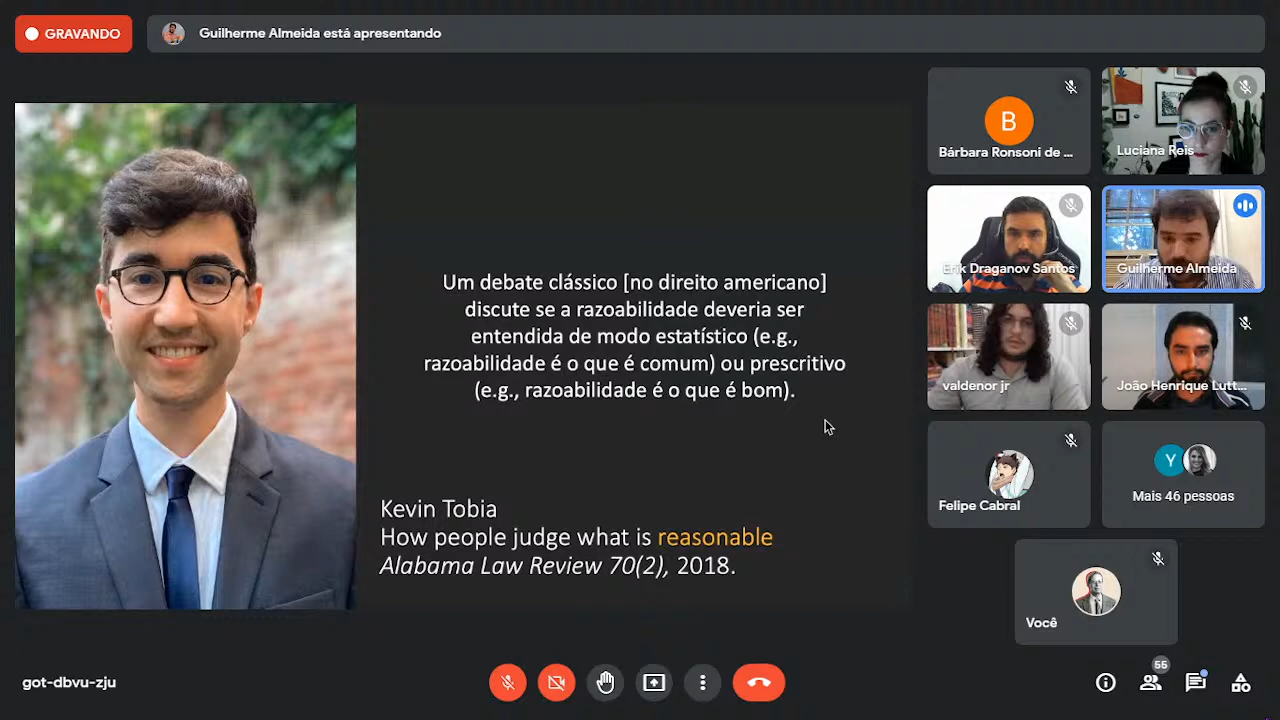 GRAVANDO
Guilherme Almeida está apresentando
Um debate clássico [no direito americano]
discute se a razoabilidade deveria ser
entendida de modo estatístico (e.g.,
razoabilidade é o que é comum) ou prescritivo
(e.g., razoabilidade é o que é bom).
Kevin Tobia
How people judge what is reasonable
Alabama Law Review 70(2), 2018.
B
Bárbara Ronsoni de ...
Luciana Reis
Erik Draganov Santos
Guilherme Almeida
valdenor jr
João Henrique Lutt...
Felipe Cabral
Y
Mais 46 pessoas
Você
got-dbvu-zju
55